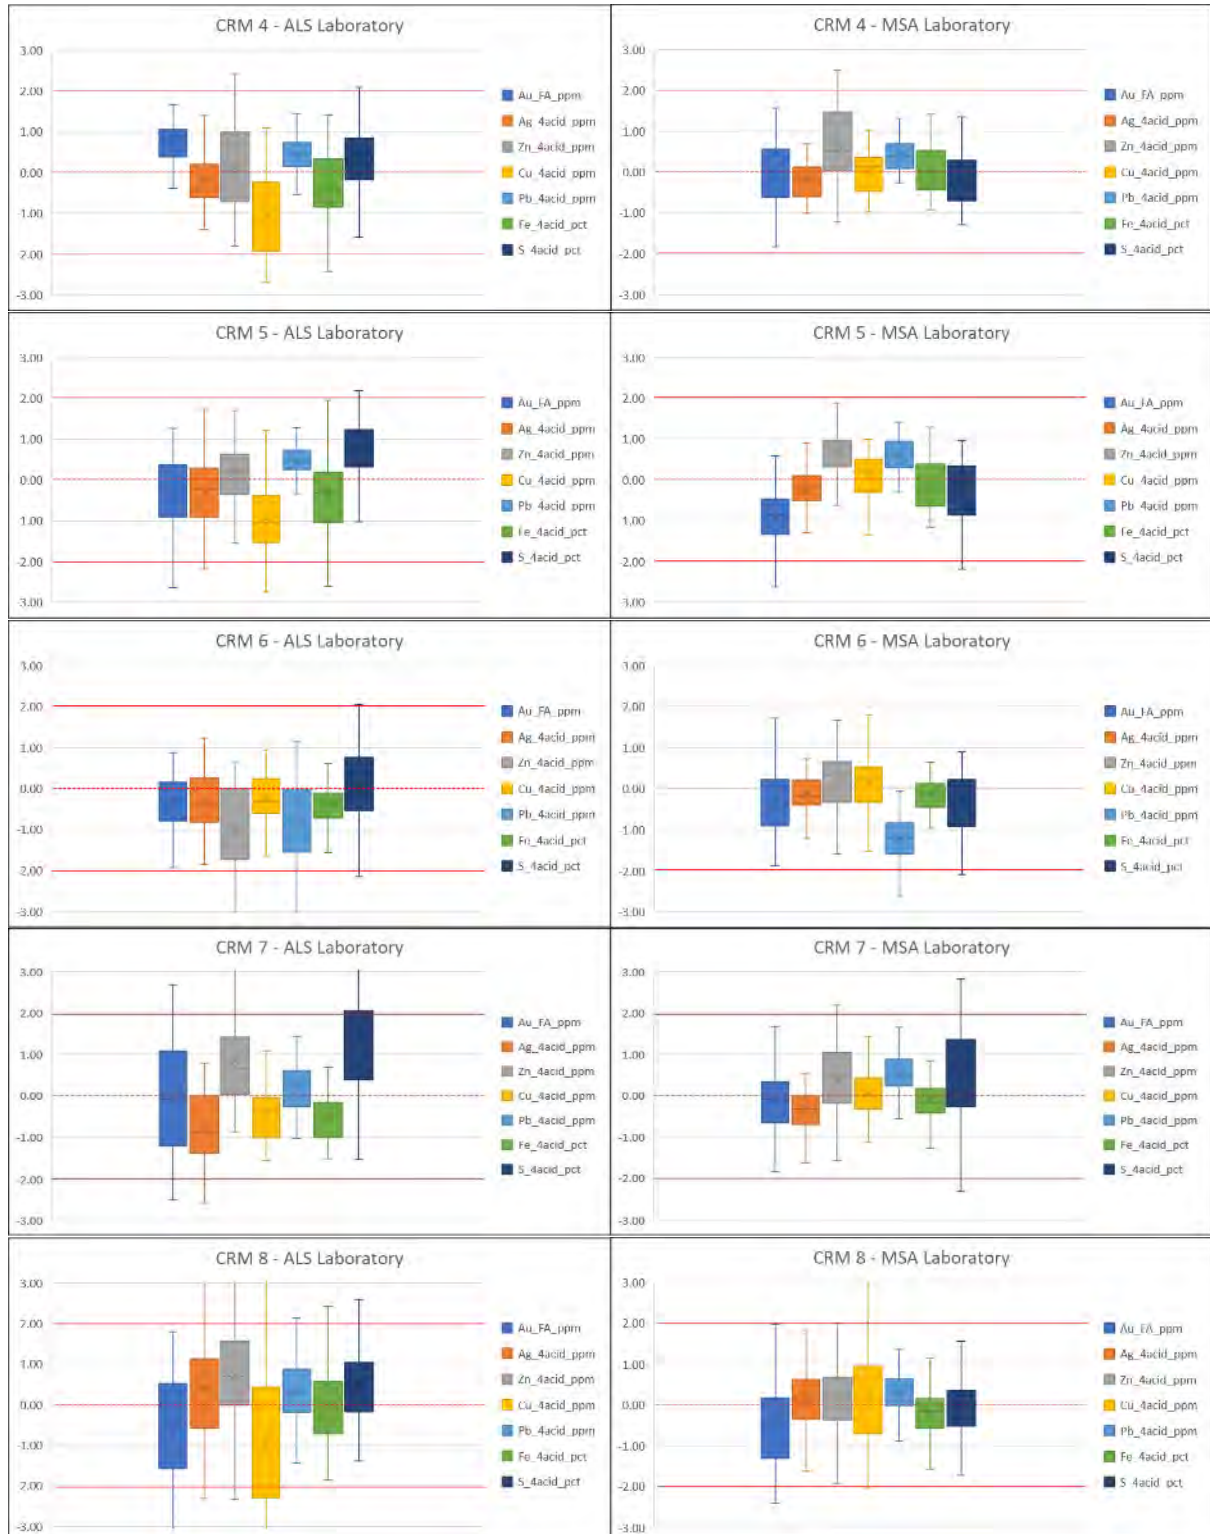 CRM 4 - ALS Laboratory
3.00
2.00
1.00
0.00
1.00
2.00
-3.00
Au_FA_ppm
Ag_4acid_ppm
Zn_4acid_ppm
Cu_4acid_ppm
Pb_4acid_ppm
Fe_4acid_pct
S_4acid_pct
CRM 4 - MSA Laboratory
3.00
2.00
1.00
0.00
-1.00
-2.00
-3.00
Au_FA_ppm
Ag_4acid_ppm
Zn_4acid_ppm
Cu_4acid_ppm
Pb_4acid_ppm
Fe_4acid_pct
S_4acid_pct
CRM 5 - ALS Laboratory
3.00
2.00
1.00
0.00
1.00
2.00
3.00
Au_FA_ppm
Ag_4acid_ppm
Zn_4acid_ppm
Cu_4acid_ppm
Pb_4acid_ppm
Fe_4acid_pct
S_4acid_pct
CRM 5 - MSA Laboratory
3.00
2.00
1.00
0.00
1.00
2.00
3.00
Au_FA_ppm
Ag_4acid_ppm
Zn_4acid_ppm
Cu_4acid_ppm
Pb_4acid_ppm
Fe_4acid_pct
S_4acid_pct
CRM 6 - ALS Laboratory
3.00
2.00
1.00
0.00
-1.00
-2.00
-3.00
Au_FA_ppm
Ag_4acid_ppm
Zn_4acid_ppm
Cu_4acid_ppm
Pb_4acid_ppm
Fe_4acid_pct
S_4acid_pct
CRM 6 - MSA Laboratory
3.00
2.00
1.00
0.00
1.00
-2.00
-3.00
Au_FA_ppm
Ag_4acid_ppm
Zn_4acid_ppm
Cu_4acid_ppm
Pb_4acid_ppm
Fe_4acid_pct
S_4acid_pct
CRM 7 - ALS Laboratory
3.00
2.00
1.00
0.00
-1.00
-2.00
-3.00
Au_FA_ppm
Ag_4acid_ppm
Zn_4acid_ppm
Cu_4acid_ppm
Pb_4acid_ppm
Fe_4acid_pct
S_4acid_pct
CRM 7 - MSA Laboratory
3.00
2.00
1.00
0.00
-1.00
-2.00
-3.00
Au_FA_ppm
Ag_4acid_ppm
Zn_4acid_ppm
Cu_4acid_ppm
Pb_4acid_ppm
Fe_4acid_pct
S_4acid_pct
CRM 8 - ALS Laboratory
3.00
2.00
1.00
0.00
-1.00
-2.00
-3.00
Au_FA_ppm
Ag_4acid_ppm
Zn_4acid_ppm
Cu_4acid_ppm
Pb_4acid_ppm
Fe_4acid_pct
S_4acid_pct
CRM 8 - MSA Laboratory
3.00
2.00
1.00
0.00
-1.00
-2.00
-3.00
Au_FA_ppm
Ag_4acid_ppm
Zn_4acid_ppm
Cu_4acid_ppm
Pb_4acid_ppm
Fe_4acid_pct
S_4acid_pct